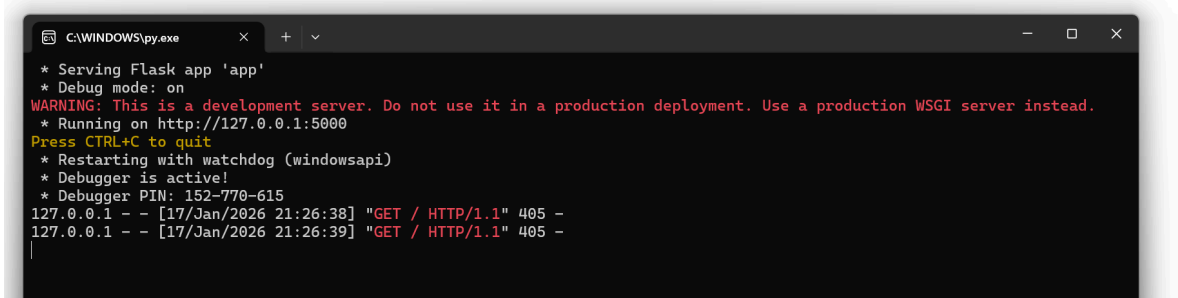 C:\WINDOWS\py.exe
* Serving Flask app 'app'
* Debug mode: on
WARNING: This is a development server. Do not use it in a production deployment. Use a production WSGI server instead.
* Running on http://127.0.0.1:5000
Press CTRL+C to quit
* Restarting with watchdog (windowsapi)
* Debugger is active!
* Debugger PIN: 152-770-615
127.0.0.1 - - [17/Jan/2026 21:26:38] "GET / HTTP/1.1" 405 -
127.0.0.1 - - [17/Jan/2026 21:26:39] "GET / HTTP/1.1" 405 -